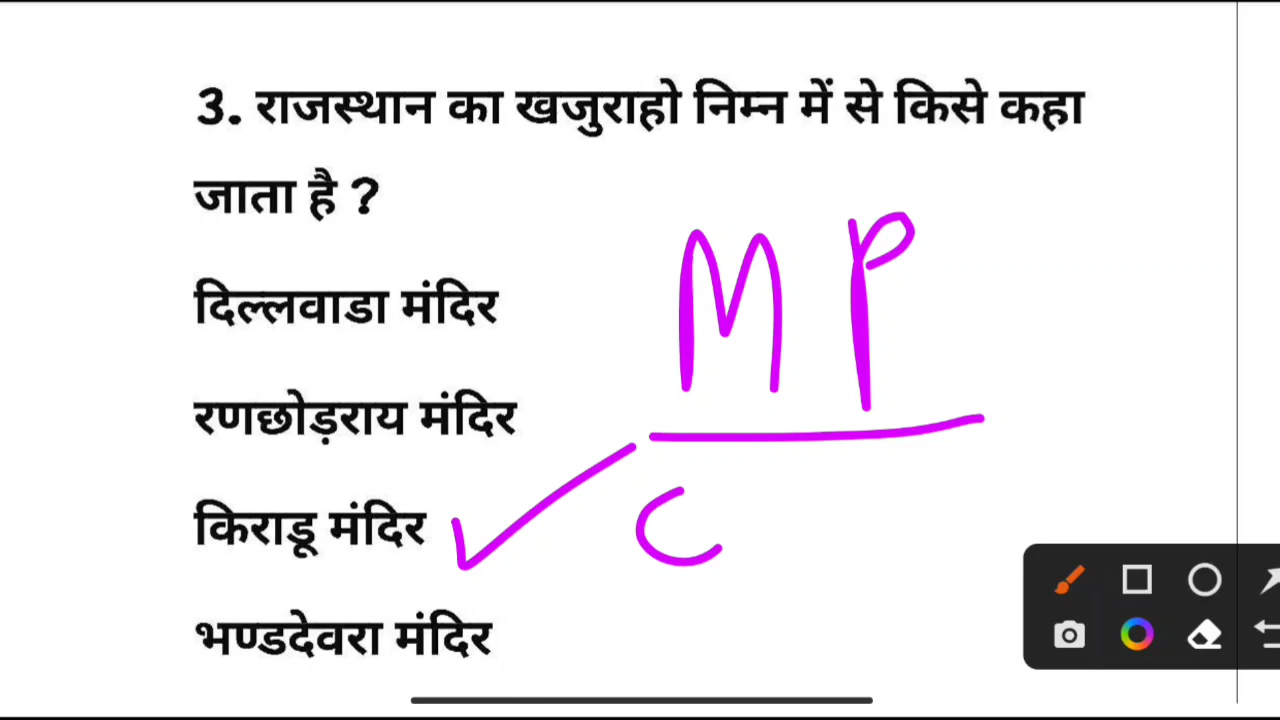 3. राजस्थान का खजुराहो निम्न में से किसे कहा
जाता है ?
दिल्लवाडा मंदिर
रणछोड़राय मंदिर
किराडू मंदिर
भण्डदेवरा मंदिर
MP
C